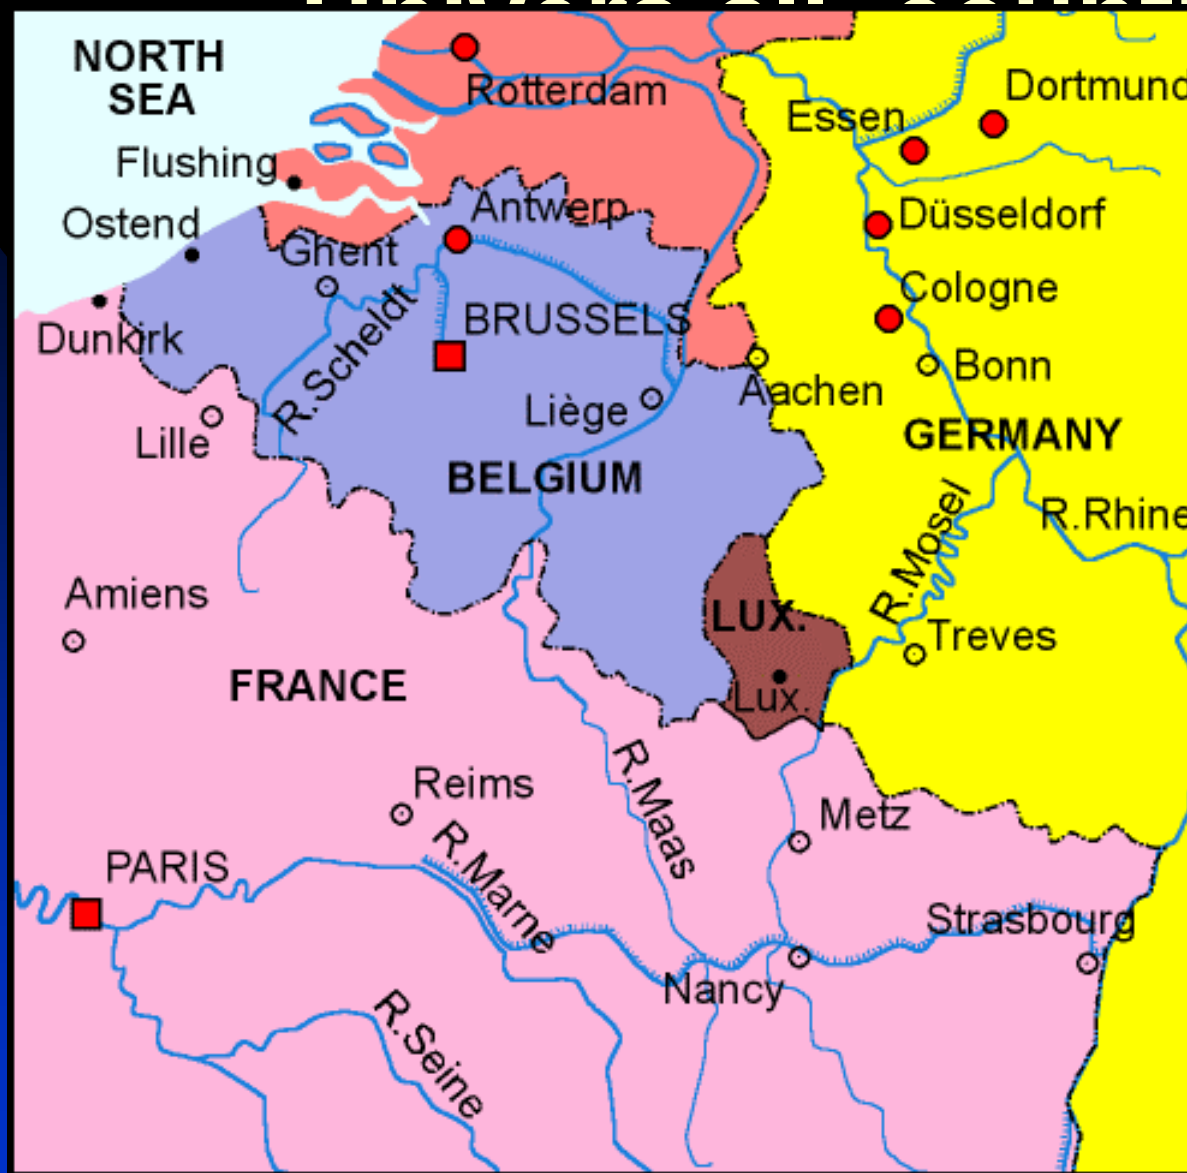 NORTH
SEA
Rotterdam
Dortmund
Essen
Flushing
Antwerp
Ostend
Düsseldorf
Ghent
Cologne
R.Scheldt
BRUSSELS
Dunkirk
Bonn
Aachen
Liège
Lille
GERMANY
BELGIUM
R.Mosel
R.Rhine
Amiens
LUX.
Treves
FRANCE
Lux.
R.Maas
Reims
Metz
R.Marne
PARIS
Strasbourg
Nancy
R.Seine